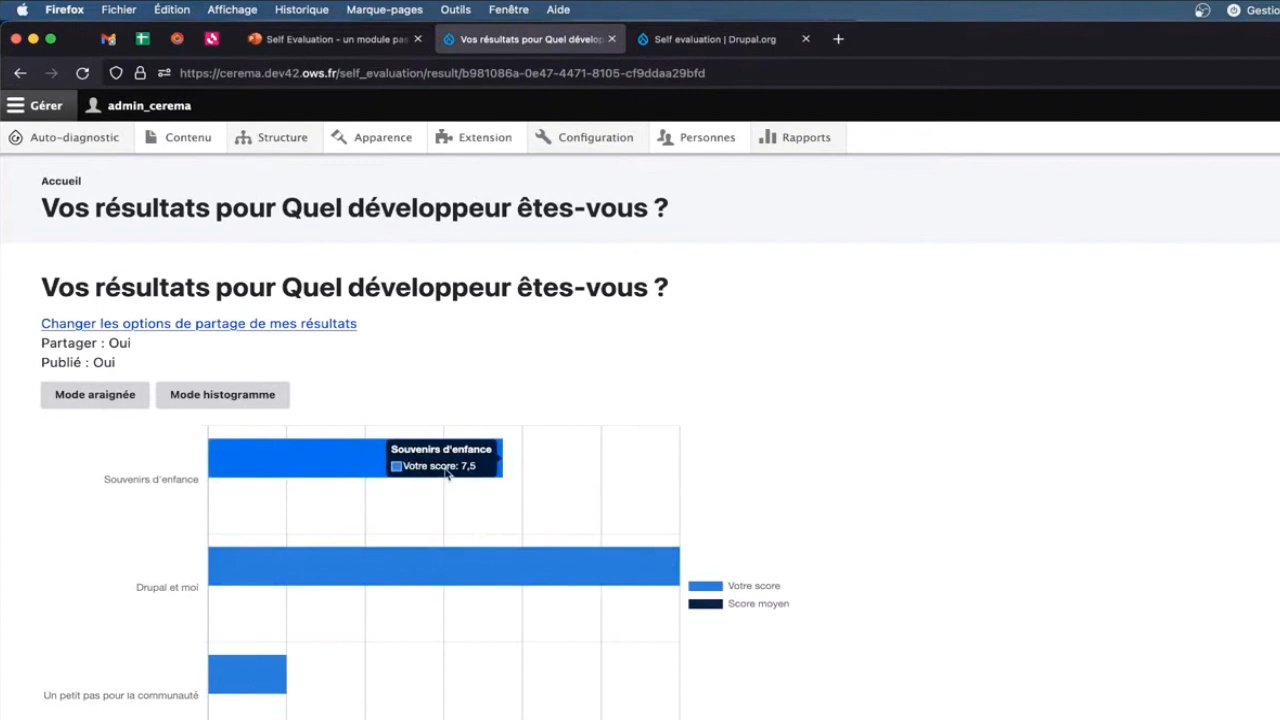 Firefox Fichier Édition Affichage Historique Marque-pages Outils Fenêtre Aide Gestio
Self Evaluation - un module pas Vos résultats pour Quel dévelop Self evaluation | Drupal.org
https://cerema.dev42.ows.fr/self_evaluation/result/b981086a-0e47-4471-8105-cf9ddaa29bfd
Gérer admin_cerema
Auto-diagnostic Contenu Structure Apparence Extension Configuration Personnes Rapports
Accueil
Vos résultats pour Quel développeur êtes-vous ?
Vos résultats pour Quel développeur êtes-vous ?
Changer les options de partage de mes résultats
Partager : Oui
Publié : Oui
Mode araignée Mode histogramme
Souvenirs d'enfance
Votre score: 7,5
Souvenirs d'enfance
Drupal et moi
Votre score
Score moyen
Un petit pas pour la communauté